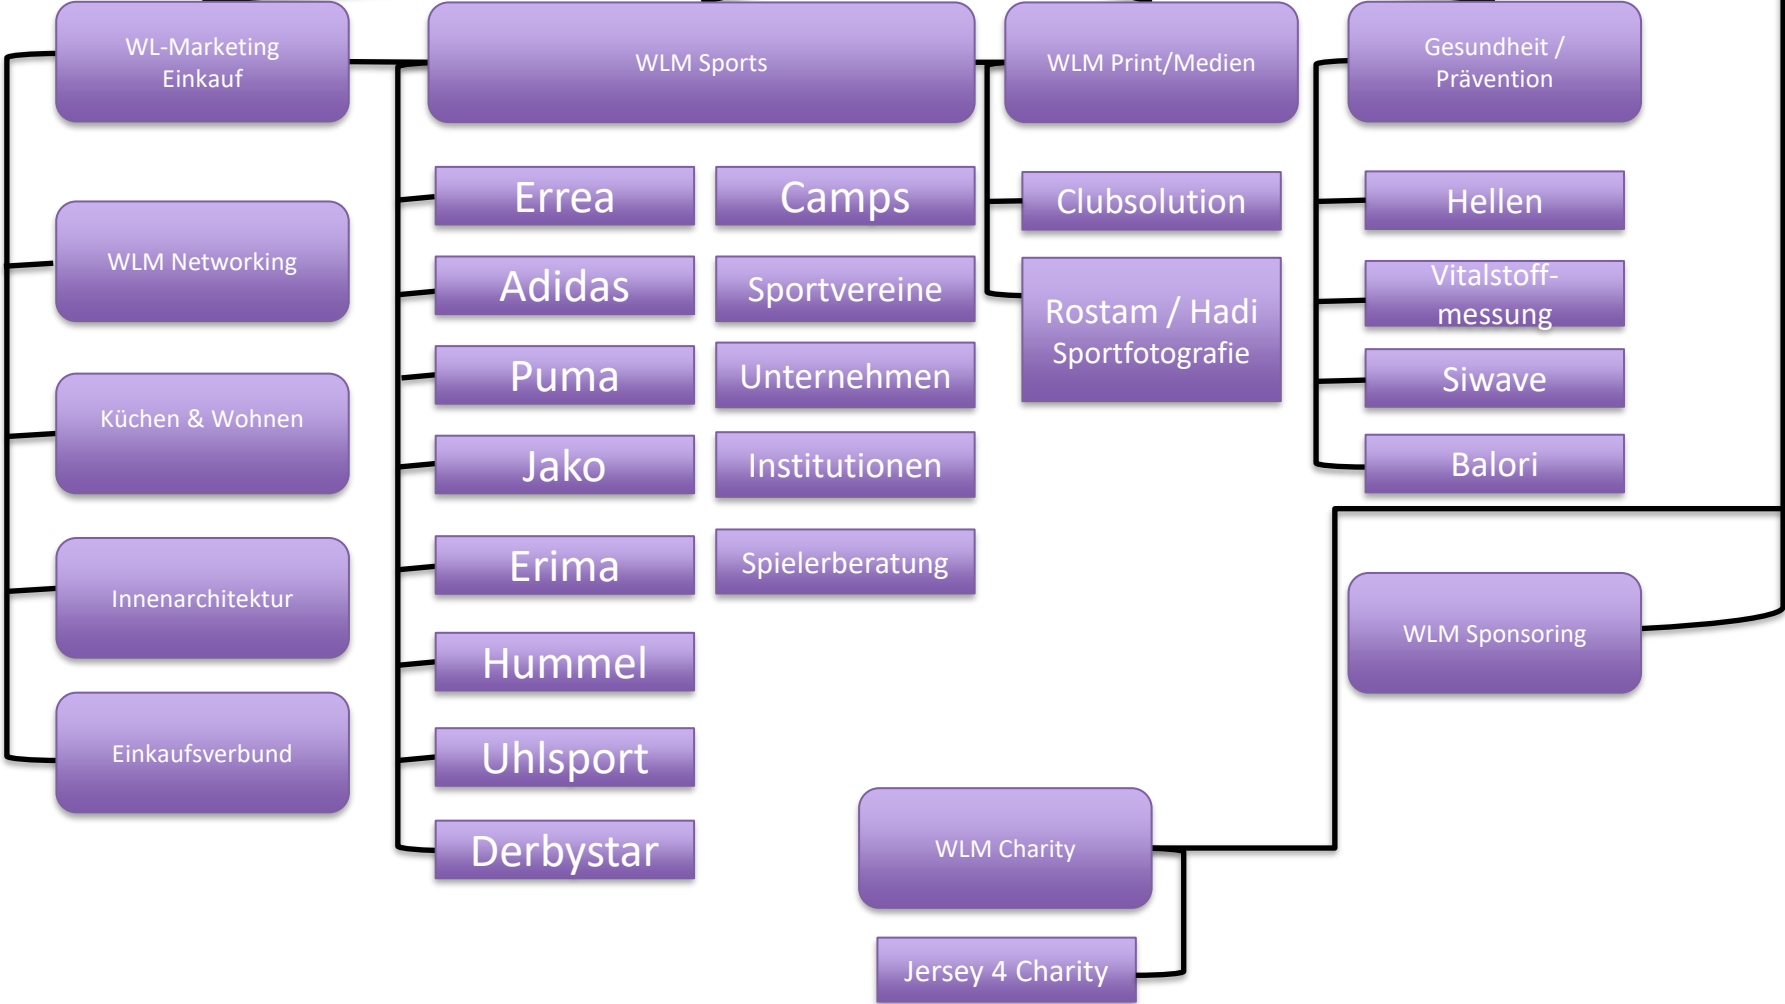 WL-Marketing
Einkauf
WLM Networking
Küchen & Wohnen
Innenarchitektur
Einkaufsverbund
WLM Sports
Errea
Adidas
Puma
Jako
Erima
Hummel
Uhlsport
Derbystar
Camps
Sportvereine
Unternehmen
Institutionen
Spielerberatung
WLM Print/Medien
Clubsolution
Rostam / Hadi
Sportfotografie
Gesundheit /
Prävention
Hellen
Vitalstoff-
messung
Siwave
Balori
WLM Sponsoring
WLM Charity
Jersey 4 Charity